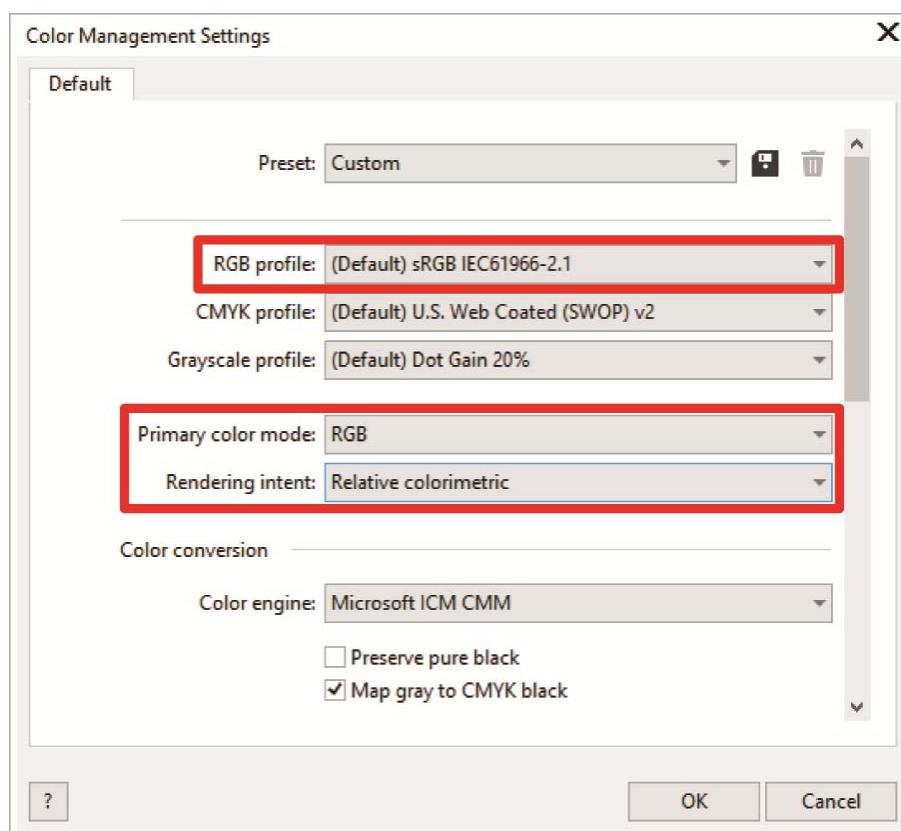 Color Management Settings
Default
Preset: Custom
RGB profile: (Default) sRGB IEC61966-2.1
CMYK profile: (Default) U.S. Web Coated (SWOP) v2
Grayscale profile: (Default) Dot Gain 20%
Primary color mode: RGB
Rendering intent: Relative colorimetric
Color conversion
Color engine: Microsoft ICM CMM
Preserve pure black
Map gray to CMYK black
? OK Cancel